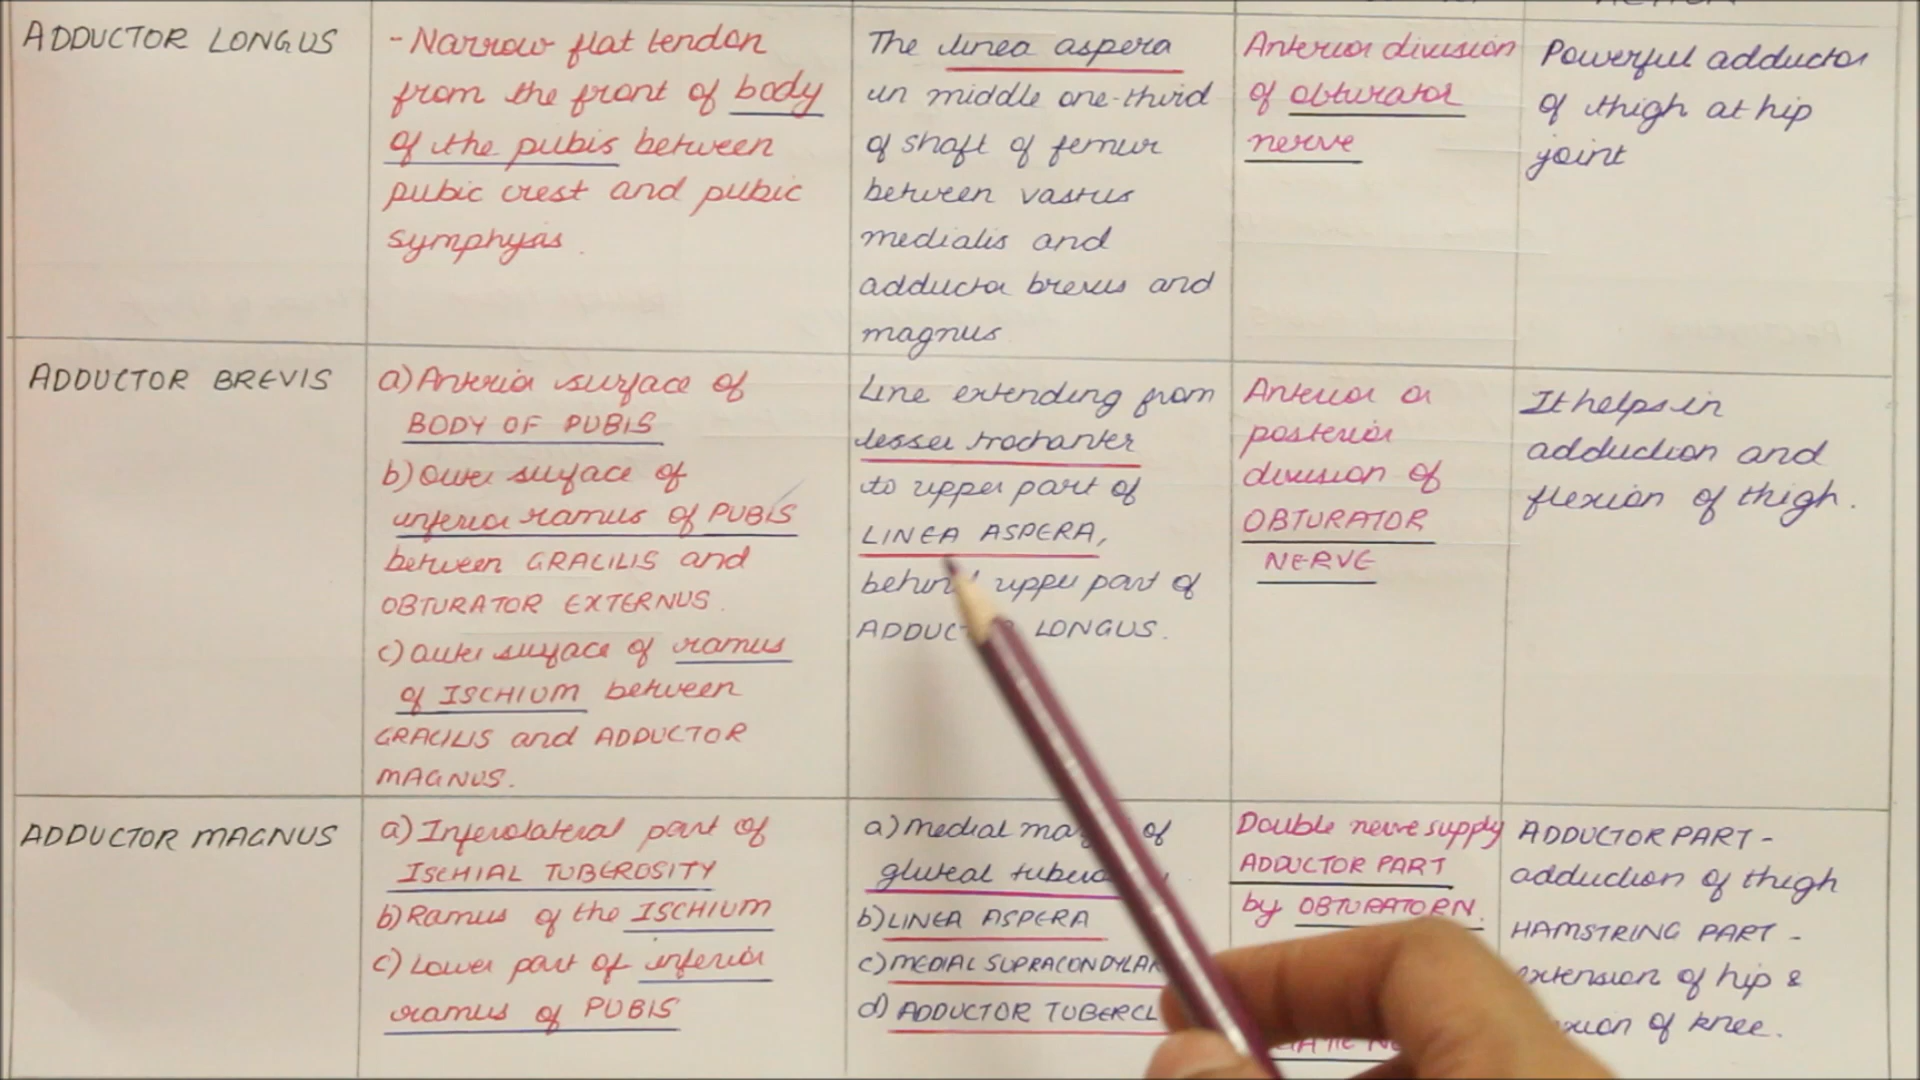 ADDUCTOR LONGUS
- Narrow flat tendon
from the front of body
of the pubis between
pubic crest and pubic
symphysis.
The linea aspera
in middle one-third
of shaft of femur
between vastus
medialis and
adductor brevis and
magnus
Anterior division
of obturator
nerve
Powerful adductor
of thigh at hip
joint
ADDUCTOR BREVIS
a) Anterior surface of
BODY OF PUBIS
b) Outer surface of
inferior ramus of PUBIS
between GRACILIS and
OBTURATOR EXTERNUS.
c) outer surface of ramus
of ISCHIUM between
GRACILIS and ADDUCTOR
MAGNUS.
Line extending from
lesser trochanter
to upper part of
LINEA ASPERA,
behind upper part of
LONGUS.
Anterior or
posterior
division of
OBTURATOR
NERVE
It helps in
adduction and
flexion of thigh.
ADDUCTOR MAGNUS
a) Inferolateral part of
ISCHIAL TUBEROSITY
b) Ramus of the ISCHIUM
c) Lower part of inferior
ramus of PUBIS
a) medial of
gluteal
b) LINEA ASPERA
c) MEDIAL SUPRACONDYLAR
d) ADDUCTOR
Double nerve supply
ADDUCTOR PART
by OBTURATOR N.
ADDUCTOR PART -
adduction of thigh
HAMSTRING PART -
extension of hip &
of knee.